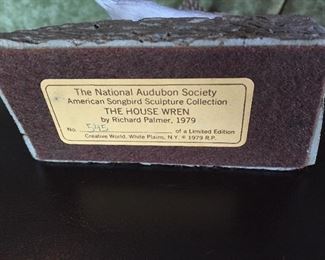 The National Audubon Society
American Songbird Sculpture Collection
THE HOUSE WREN
by Richard Palmer, 1979
No. 545 of a Limited Edition
Creative World, White Plains, N.Y. © 1979 R.P.